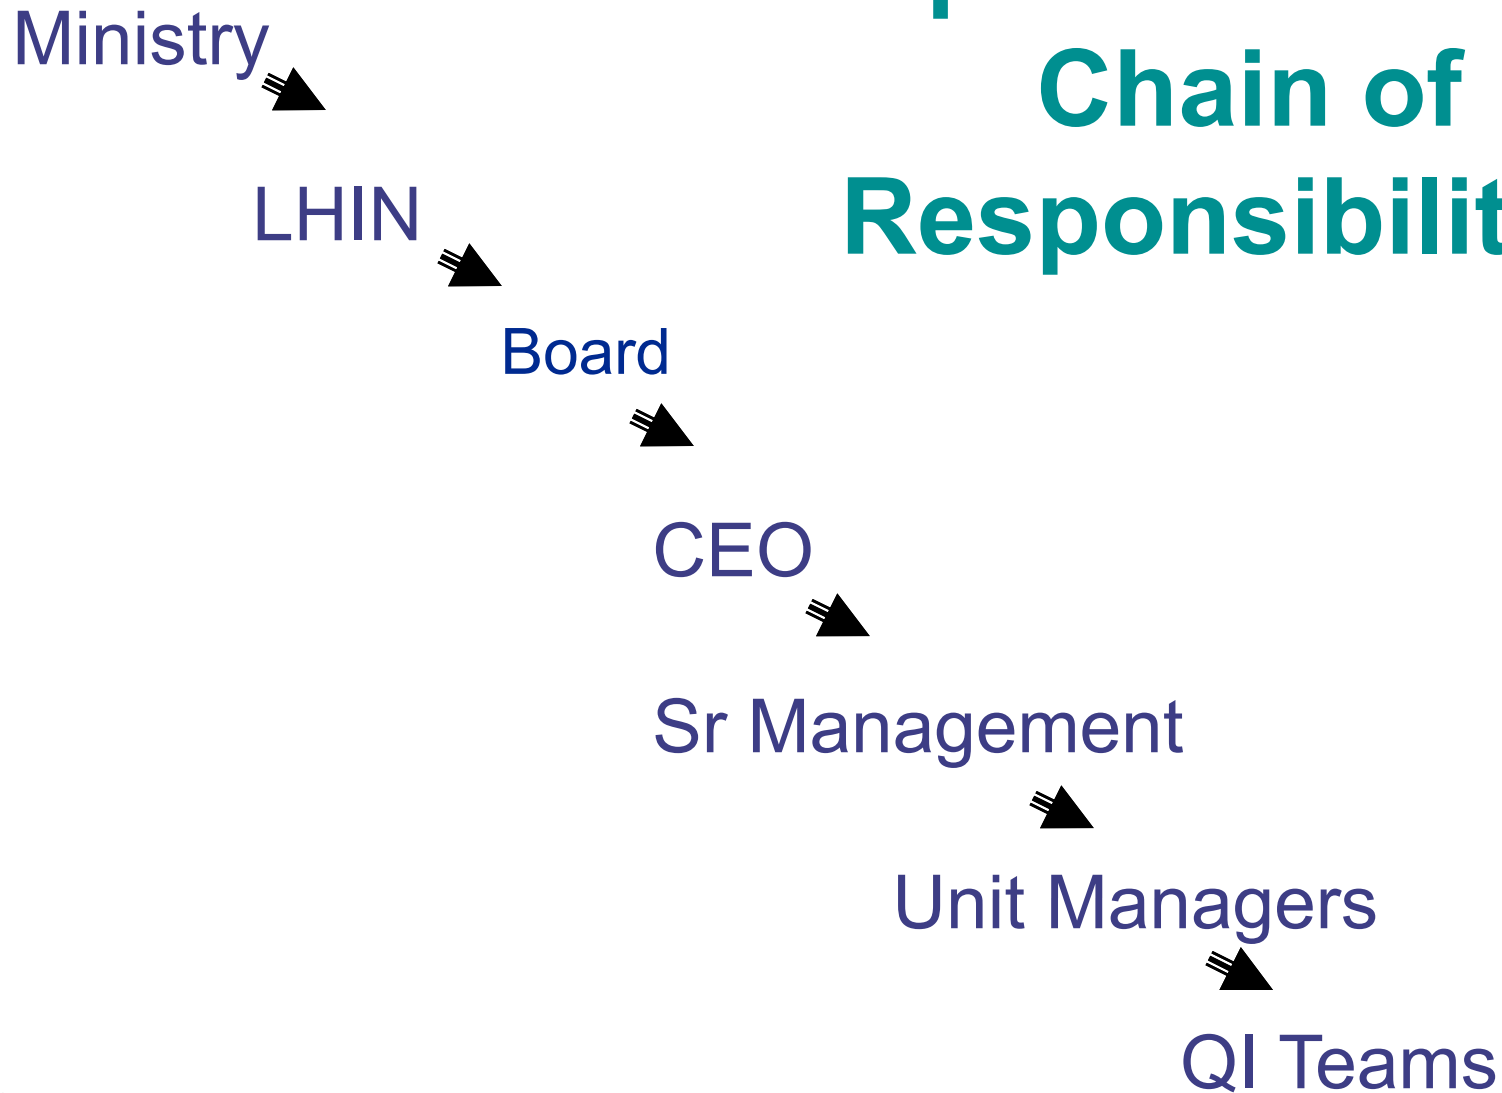 Chain of
Responsibilit
Ministry
LHIN
Board
CEO
Sr Management
Unit Managers
QI Teams